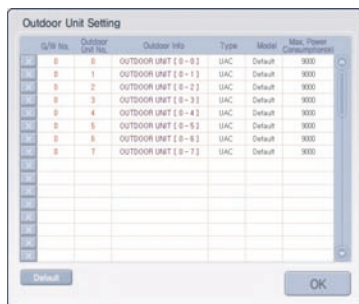 Outdoor Unit Setting
G/W No. Outdoor Unit No. Outdoor Info Type Model Max. Power Consumption(W)
0 0 OUTDOOR UNIT [ 0 - 0 ] UAC Default 9000
0 1 OUTDOOR UNIT [ 0 - 1 ] UAC Default 9000
0 2 OUTDOOR UNIT [ 0 - 2 ] UAC Default 9000
0 3 OUTDOOR UNIT [ 0 - 3 ] UAC Default 9000
0 4 OUTDOOR UNIT [ 0 - 4 ] UAC Default 9000
0 5 OUTDOOR UNIT [ 0 - 5 ] UAC Default 9000
0 6 OUTDOOR UNIT [ 0 - 6 ] UAC Default 9000
0 7 OUTDOOR UNIT [ 0 - 7 ] UAC Default 9000
Default
OK